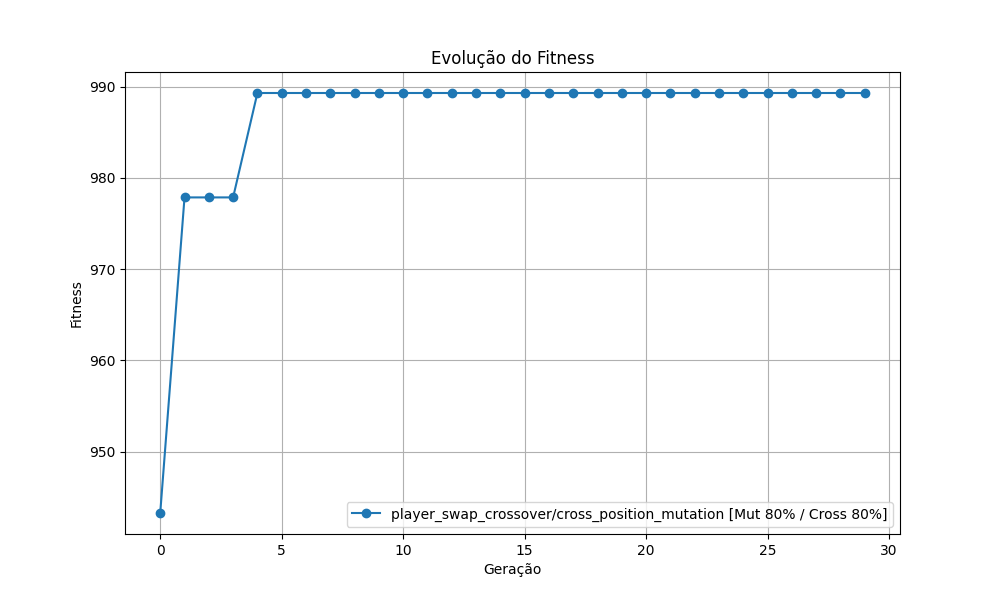 Evolução do Fitness
Fitness
990
980
970
960
950
0 5 10 15 20 25 30
Geração
player_swap_crossover/cross_position_mutation [Mut 80% / Cross 80%]